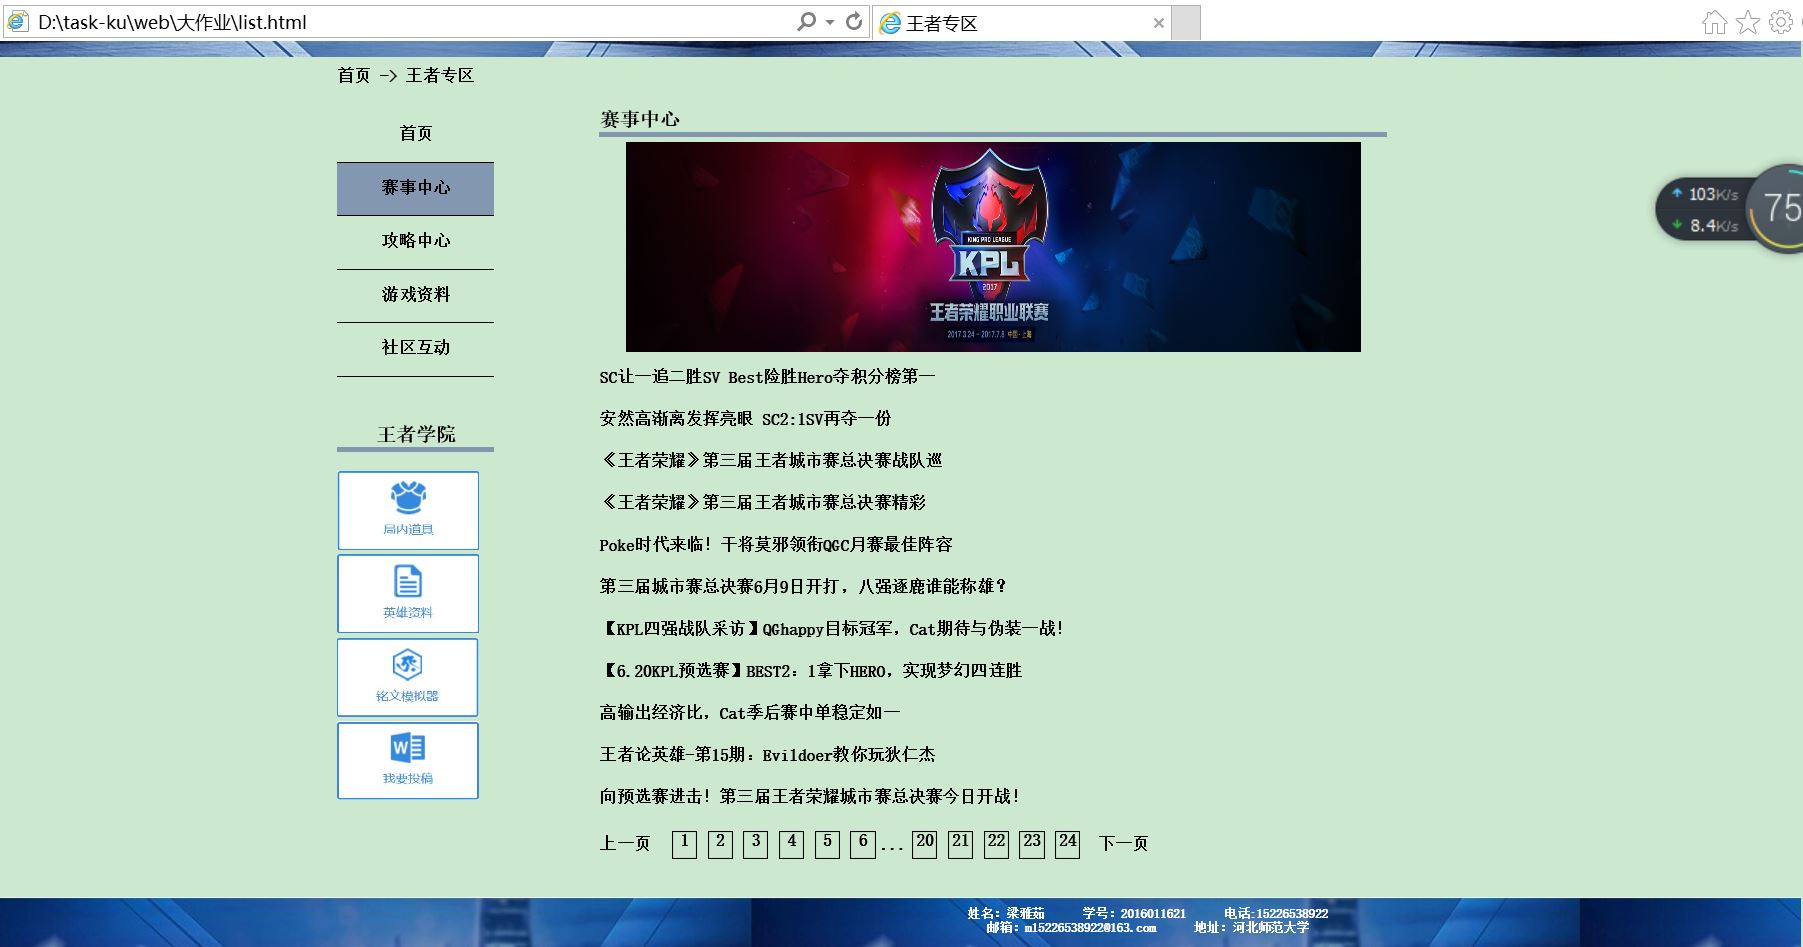 D:\task-ku\web\大作业\list.html
王者专区
首页 -> 王者专区
首页
赛事中心
攻略中心
游戏资料
社区互动
王者学院
局内道具
英雄资料
铭文模拟器
我要投稿
赛事中心
KING PRO LEAGUE
KPL
2017
王者荣耀职业联赛
2017.3.24 - 2017.7.8 中国·上海
SC让一追二胜SV Best险胜Hero夺积分榜第一
安然高渐离发挥亮眼 SC2:1SV再夺一份
《王者荣耀》第三届王者城市赛总决赛战队巡
《王者荣耀》第三届王者城市赛总决赛精彩
Poke时代来临！干将莫邪领衔QGC月赛最佳阵容
第三届城市赛总决赛6月9日开打，八强逐鹿谁能称雄？
【KPL四强战队采访】QGhappy目标冠军，Cat期待与伪装一战！
【6.20KPL预选赛】BEST2：1拿下HERO，实现梦幻四连胜
高输出经济比，Cat季后赛中单稳定如一
王者论英雄-第15期：Evildoer教你玩狄仁杰
向预选赛进击！第三届王者荣耀城市赛总决赛今日开战！
上一页 1 2 3 4 5 6 ... 20 21 22 23 24 下一页
103K/s
8.4K/s
75
姓名：梁雅茹 学号：2016011621 电话:15226538922
邮箱：m15226538922@163.com 地址：河北师范大学